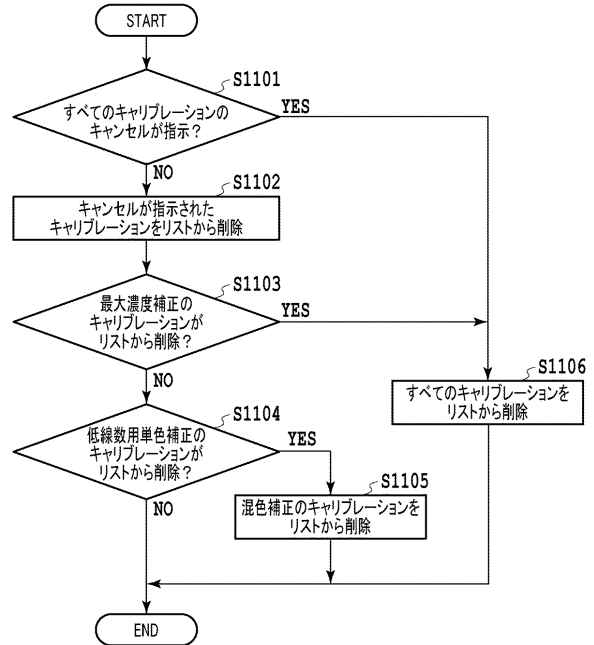 START
S1101
すべてのキャリブレーションの
キャンセルが指示？
YES
NO
S1102
キャンセルが指示された
キャリブレーションをリストから削除
S1103
最大濃度補正の
キャリブレーションが
リストから削除？
YES
NO
S1106
すべてのキャリブレーションを
リストから削除
S1104
低線数用単色補正の
キャリブレーションが
リストから削除？
YES
NO
S1105
混色補正のキャリブレーションを
リストから削除
END